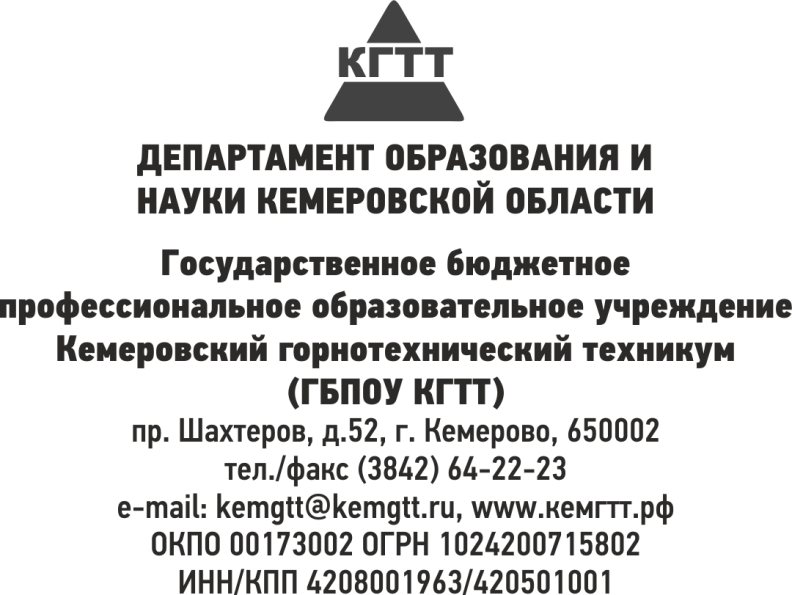 КГТТ
ДЕПАРТАМЕНТ ОБРАЗОВАНИЯ И
НАУКИ КЕМЕРОВСКОЙ ОБЛАСТИ
Государственное бюджетное
профессиональное образовательное учреждение
Кемеровский горнотехнический техникум
(ГБПОУ КГТТ)
пр. Шахтеров, д.52, г. Кемерово, 650002
тел./факс (3842) 64-22-23
e-mail: kemgtt@kemgtt.ru, www.кемгтт.рф
ОКПО 00173002 ОГРН 1024200715802
ИНН/КПП 4208001963/420501001